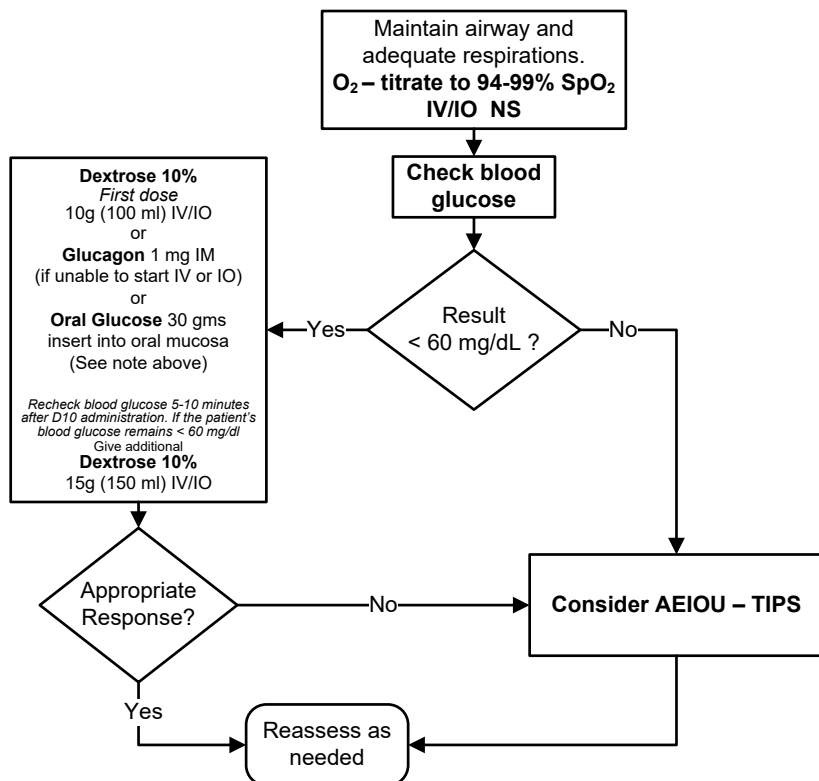 Maintain airway and
adequate respirations.
O₂ – titrate to 94-99% SpO₂
IV/IO  NS
Check blood
glucose
Result
< 60 mg/dL ?
Yes
No
Dextrose 10%
First dose
10g (100 ml) IV/IO
or
Glucagon 1 mg IM
(if unable to start IV or IO)
or
Oral Glucose 30 gms
insert into oral mucosa
(See note above)
Recheck blood glucose 5-10 minutes
after D10 administration. If the patient’s
blood glucose remains < 60 mg/dl
Give additional
Dextrose 10%
15g (150 ml) IV/IO
Appropriate
Response?
No
Consider AEIOU – TIPS
Yes
Reassess as
needed